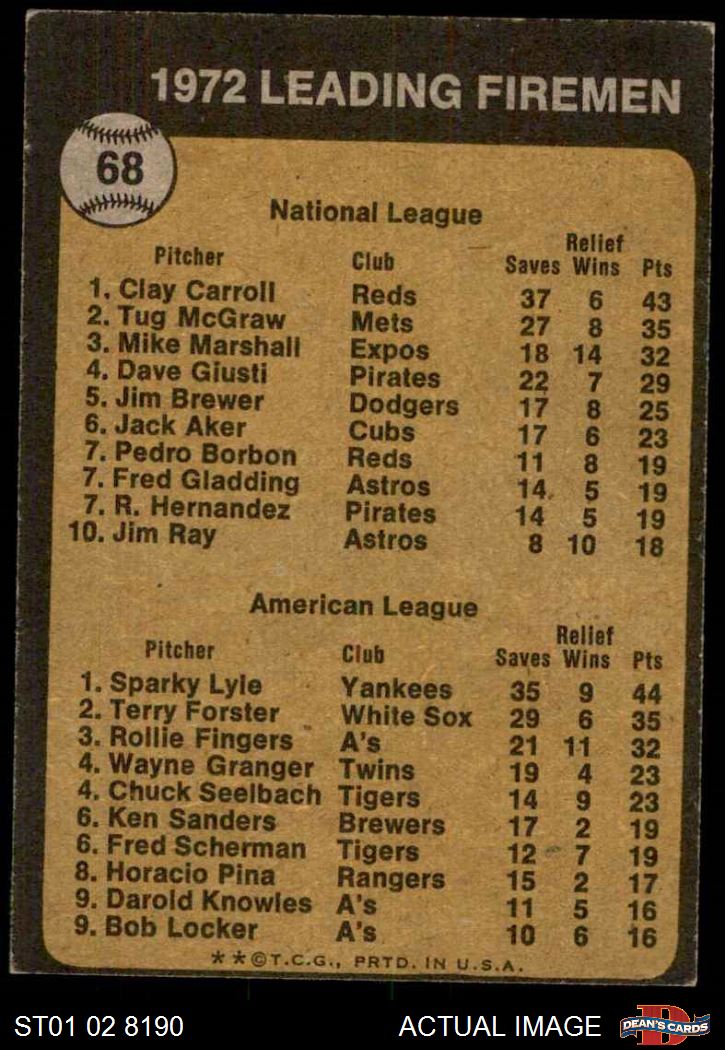 1972 LEADING FIREMEN
68
National League
Pitcher Club Saves Relief Wins Pts
1. Clay Carroll Reds 37 6 43
2. Tug McGraw Mets 27 8 35
3. Mike Marshall Expos 18 14 32
4. Dave Giusti Pirates 22 7 29
5. Jim Brewer Dodgers 17 8 25
6. Jack Aker Cubs 17 6 23
7. Pedro Borbon Reds 11 8 19
7. Fred Gladding Astros 14 5 19
7. R. Hernandez Pirates 14 5 19
10. Jim Ray Astros 8 10 18
American League
Pitcher Club Saves Relief Wins Pts
1. Sparky Lyle Yankees 35 9 44
2. Terry Forster White Sox 29 6 35
3. Rollie Fingers A's 21 11 32
4. Wayne Granger Twins 19 4 23
4. Chuck Seelbach Tigers 14 9 23
6. Ken Sanders Brewers 17 2 19
6. Fred Scherman Tigers 12 7 19
8. Horacio Pina Rangers 15 2 17
9. Darold Knowles A's 11 5 16
9. Bob Locker A's 10 6 16
**©T.C.G., PRTD. IN U.S.A.
ST01 02 8190 ACTUAL IMAGE D DEAN'S CARDS